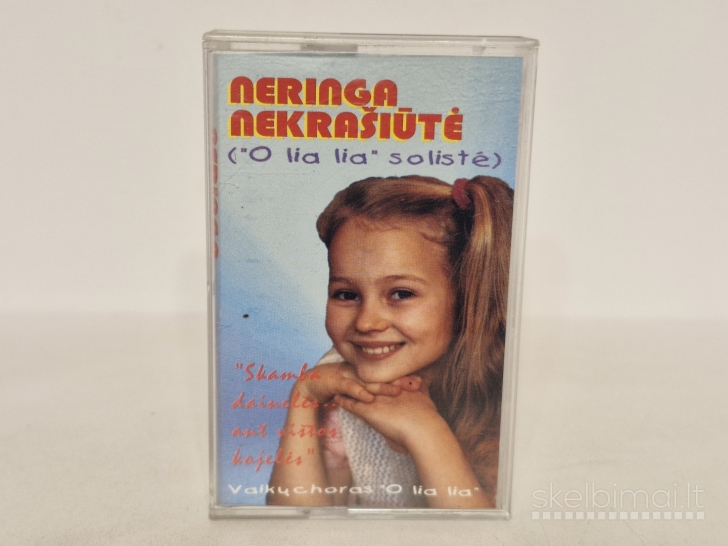 NERINGA
NEKRAŠIŪTĖ
("O lia lia" solistė)
"Skamba
dainelės
ant vištos
kojelės"
Vaikų choras "O lia lia"
skelbimai.lt